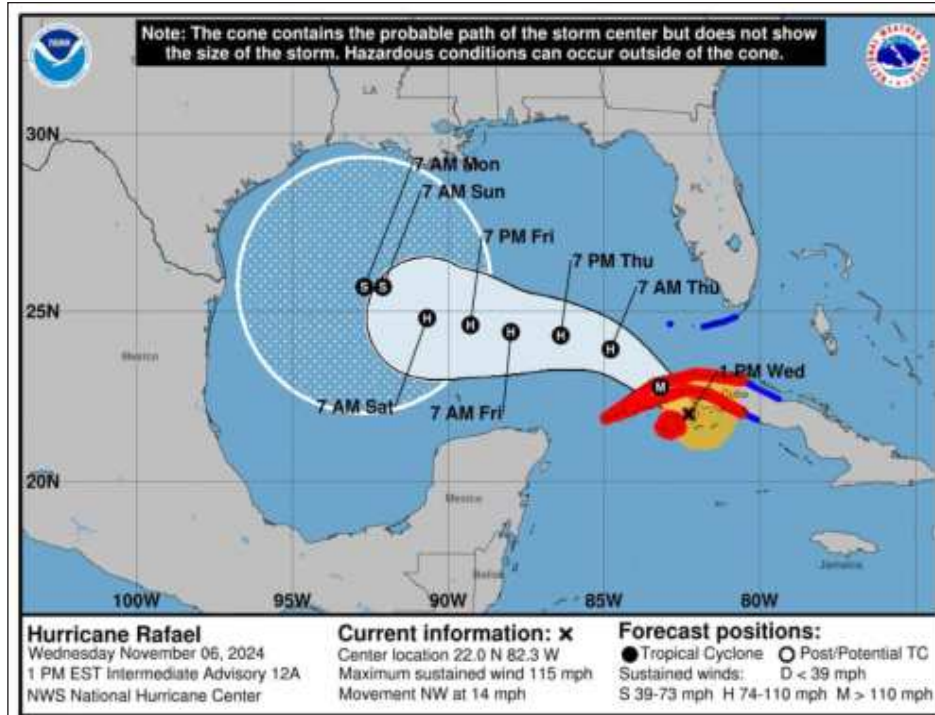 Note: The cone contains the probable path of the storm center but does not show
the size of the storm. Hazardous conditions can occur outside of the cone.
NOAA
LA
30N
7 AM Mon
7 AM Sun
FL
7 PM Fri
7 PM Thu
25N
7 AM Thu
S
S
H
H
H
H
H
Mexico
M
1 PM Wed
7 AM Sat
7 AM Fri
20N
Mexico
Belize
Jamaica
100W
95W
90W
85W
80W
Hurricane Rafael
Wednesday November 06, 2024
1 PM EST Intermediate Advisory 12A
NWS National Hurricane Center
Current information: x
Center location 22.0 N 82.3 W
Maximum sustained wind 115 mph
Movement NW at 14 mph
Forecast positions:
Tropical Cyclone Post/Potential TC
Sustained winds: D < 39 mph
S 39-73 mph H 74-110 mph M > 110 mph